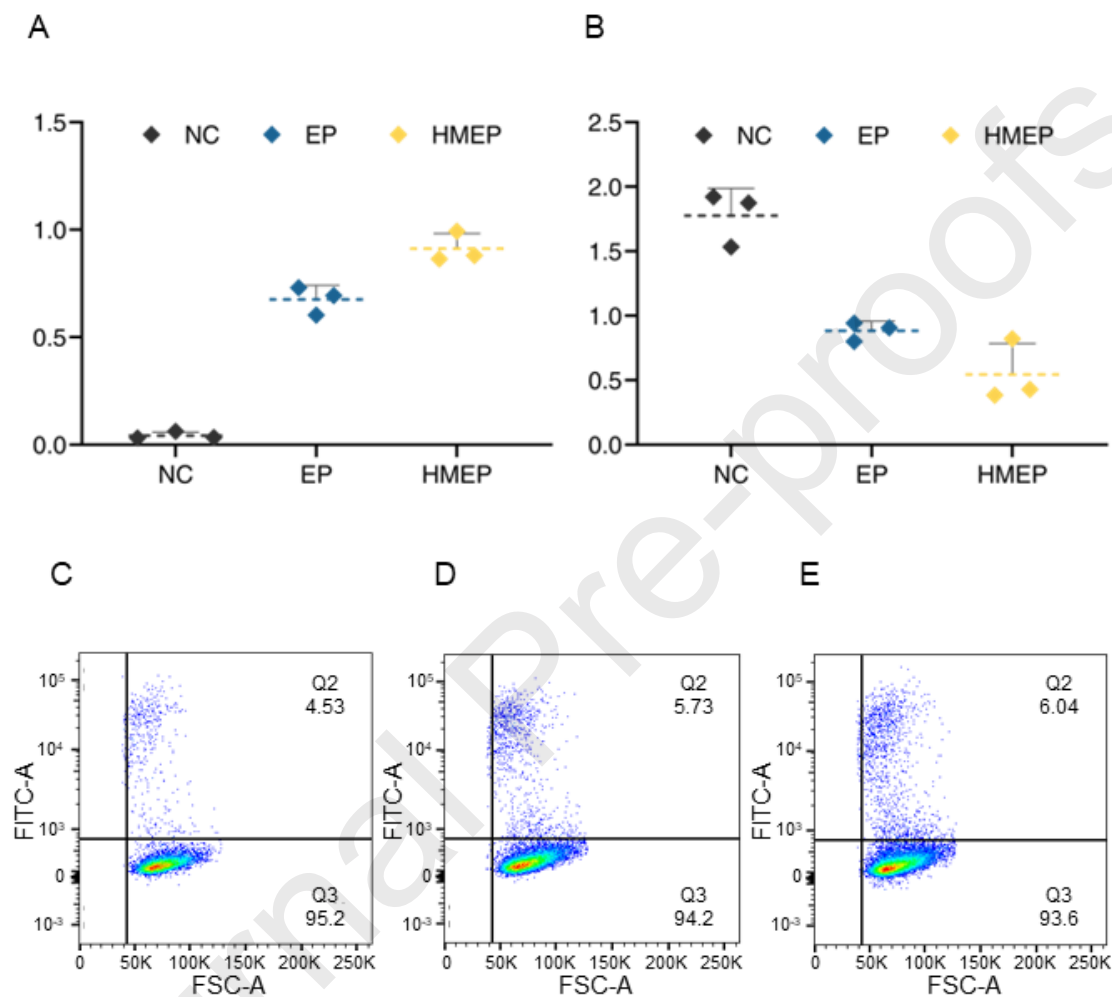 A
B
NC EP HMEP
1.5
1.0
0.5
0.0
NC EP HMEP
NC EP HMEP
2.5
2.0
1.5
1.0
0.5
0.0
NC EP HMEP
C
D
E
FITC-A
10⁵
10⁴
10³
0
10⁻³
Q2
4.53
Q3
95.2
0 50K 100K 150K 200K 250K
FSC-A
FITC-A
10⁵
10⁴
10³
0
10⁻³
Q2
5.73
Q3
94.2
0 50K 100K 150K 200K 250K
FSC-A
FITC-A
10⁵
10⁴
10³
0
10⁻³
Q2
6.04
Q3
93.6
0 50K 100K 150K 200K 250K
FSC-A
rnal Pre-proofs